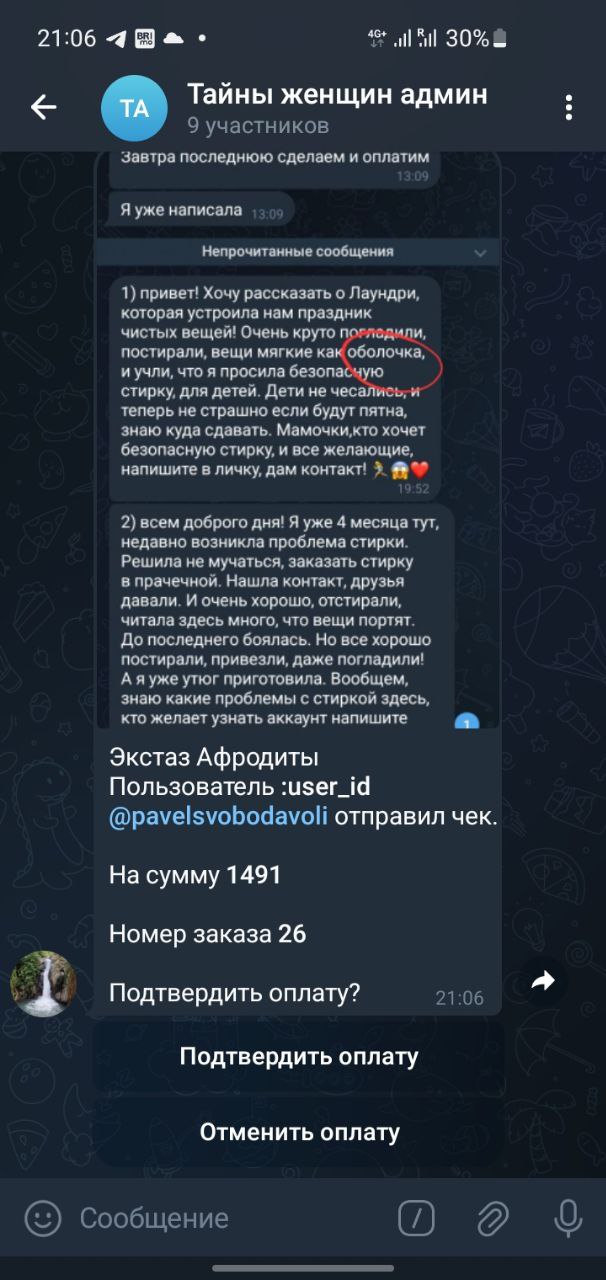 21:06 BRI mo 4G+ R 30%
ТА
Тайны женщин админ
9 участников
Завтра последнюю сделаем и оплатим
13:09
Я уже написала 13:09
Непрочитанные сообщения
1) привет! Хочу рассказать о Лаундри,
которая устроила нам праздник
чистых вещей! Очень круто погладили,
постирали, вещи мягкие как оболочка,
и учли, что я просила безопасную
стирку, для детей. Дети не чесались, и
теперь не страшно если будут пятна,
знаю куда сдавать. Мамочки,кто хочет
безопасную стирку, и все желающие,
напишите в личку, дам контакт! 🏃😱❤️
19:52
2) всем доброго дня! Я уже 4 месяца тут,
недавно возникла проблема стирки.
Решила не мучаться, заказать стирку
в прачечной. Нашла контакт, друзья
давали. И очень хорошо, отстирали,
читала здесь много, что вещи портят.
До последнего боялась. Но все хорошо
постирали, привезли, даже погладили!
А я уже утюг приготовила. Вообщем,
знаю какие проблемы с стиркой здесь,
кто желает узнать аккаунт напишите
1
Экстаз Афродиты
Пользователь :user_id
@pavelsvobodavoli отправил чек.
На сумму 1491
Номер заказа 26
Подтвердить оплату?
21:06
Подтвердить оплату
Отменить оплату
Сообщение